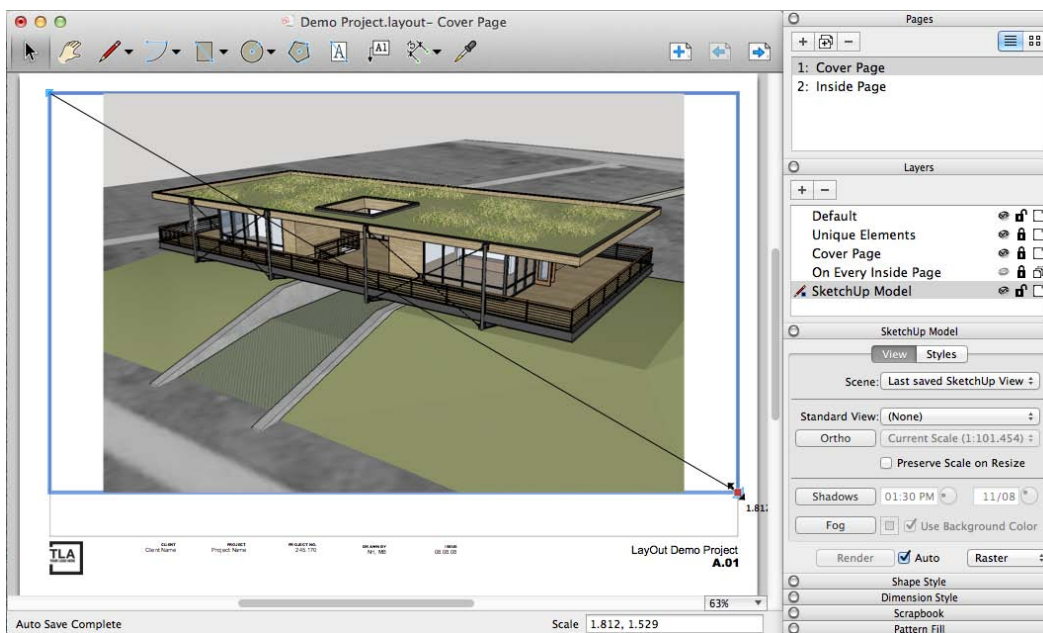 Demo Project.layout- Cover Page
A
A1
1.812
TLA
CLIENT
Client Name
PROJECT
Project Name
PROJECT NO.
246.170
DRAWN BY
NH, MB
ISSUE
08.08.08
LayOut Demo Project
A.01
63%
Auto Save Complete
Scale 1.812, 1.529
Pages
1: Cover Page
2: Inside Page
Layers
Default
Unique Elements
Cover Page
On Every Inside Page
SketchUp Model
SketchUp Model
View Styles
Scene: Last saved SketchUp View
Standard View: (None)
Ortho Current Scale (1:101.454)
Preserve Scale on Resize
Shadows 01:30 PM 11/08
Fog Use Background Color
Render Auto Raster
Shape Style
Dimension Style
Scrapbook
Pattern Fill